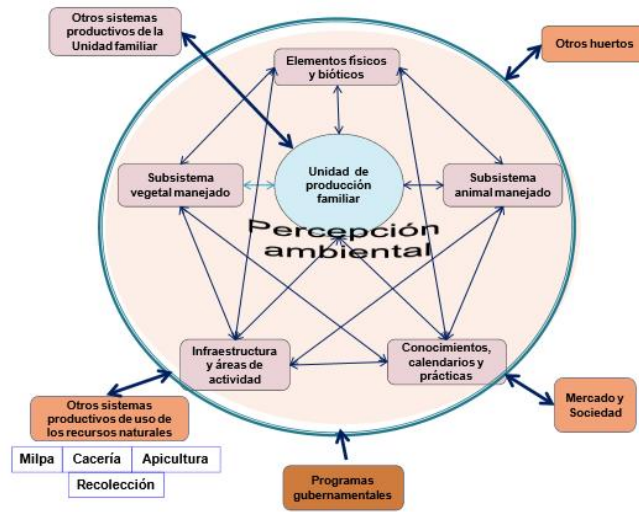 Otros sistemas
productivos de la
Unidad familiar
Elementos físicos
y bióticos
Otros huertos
Subsistema
vegetal manejado
Unidad de
producción
familiar
Subsistema
animal manejado
Percepción
ambiental
Infraestructura
y áreas de
actividad
Conocimientos,
calendarios y
prácticas
Otros sistemas
productivos de uso de
los recursos naturales
Mercado y
Sociedad
Milpa Cacería Apicultura
Recolección
Programas
gubernamentales